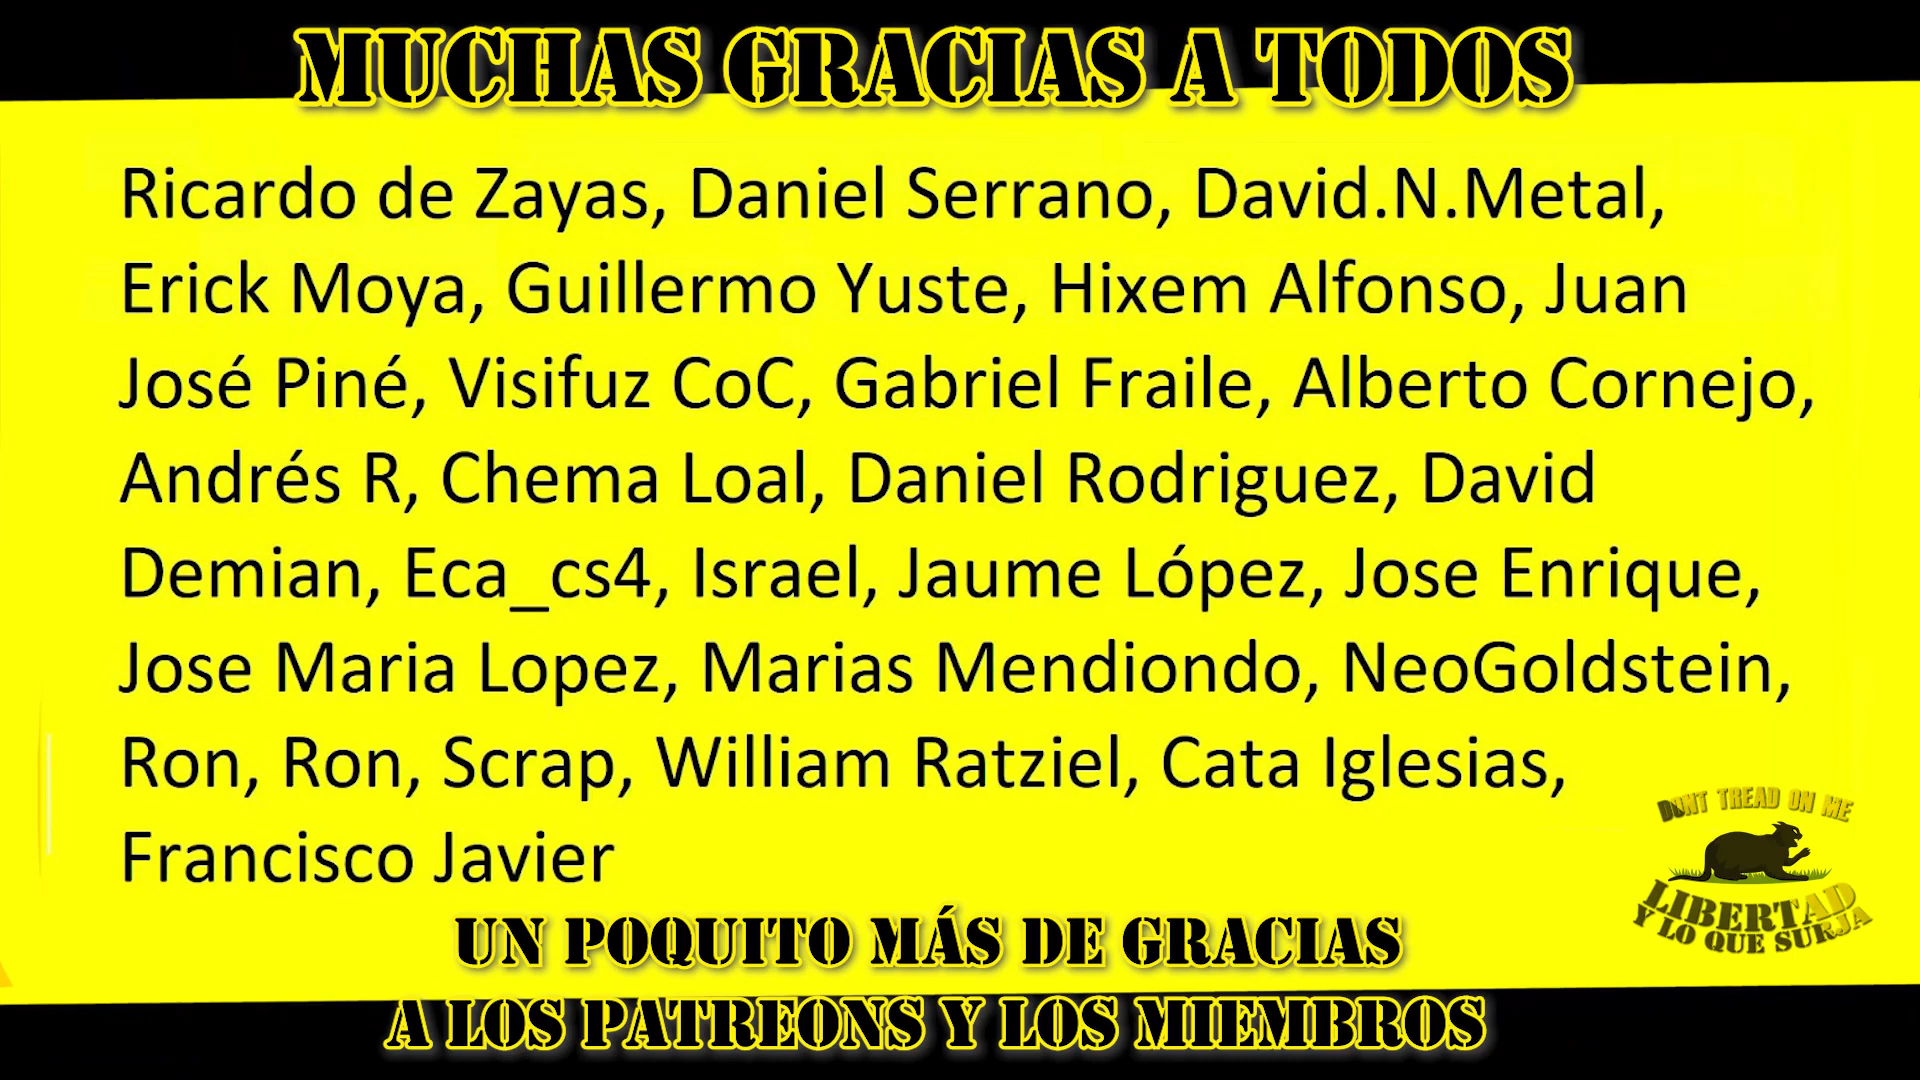 MUCHAS GRACIAS A TODOS
Ricardo de Zayas, Daniel Serrano, David.N.Metal,
Erick Moya, Guillermo Yuste, Hixem Alfonso, Juan
José Piné, Visifuz CoC, Gabriel Fraile, Alberto Cornejo,
Andrés R, Chema Loal, Daniel Rodriguez, David
Demian, Eca_cs4, Israel, Jaume López, Jose Enrique,
Jose Maria Lopez, Marias Mendiondo, NeoGoldstein,
Ron, Ron, Scrap, William Ratziel, Cata Iglesias,
Francisco Javier
DONT TREAD ON ME
LIBERTAD
Y LO QUE SURJA
UN POQUITO MÁS DE GRACIAS
A LOS PATREONS Y LOS MIEMBROS